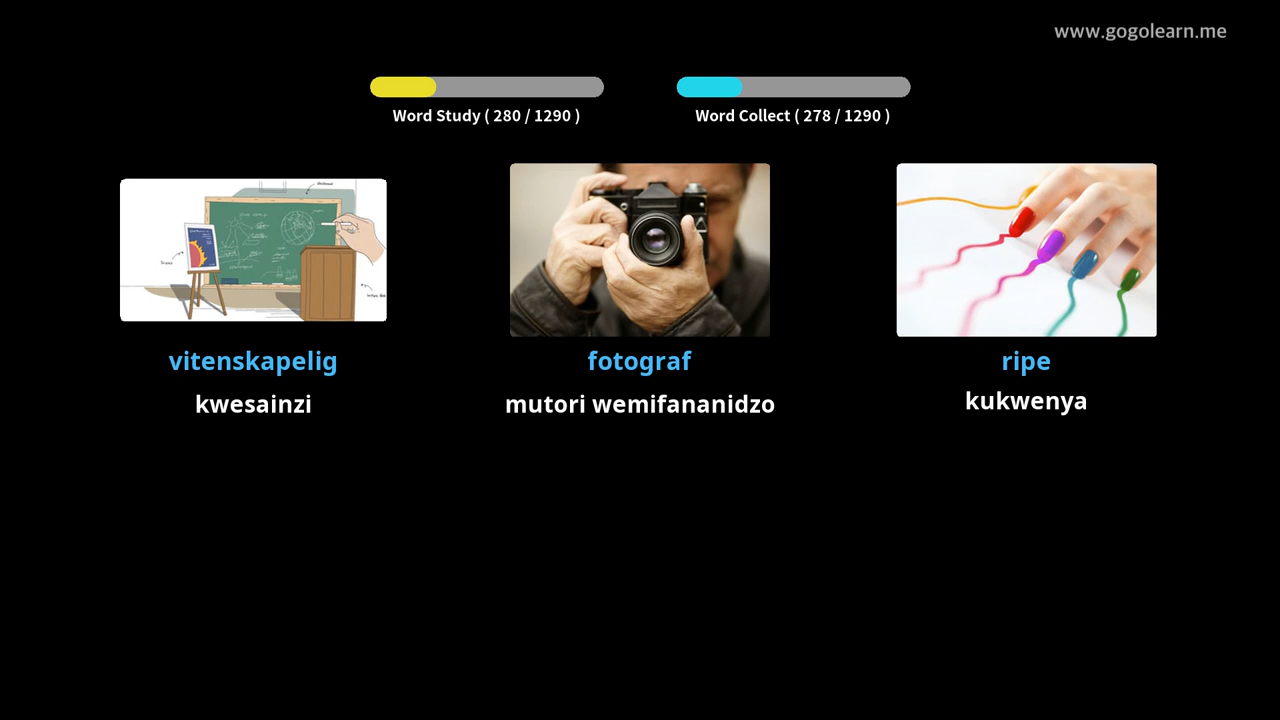 www.gogolearn.me
Word Study ( 280 / 1290 )
Word Collect ( 278 / 1290 )
vitenskapelig
fotograf
ripe
kwesainzi
mutori wemifananidzo
kukwenya